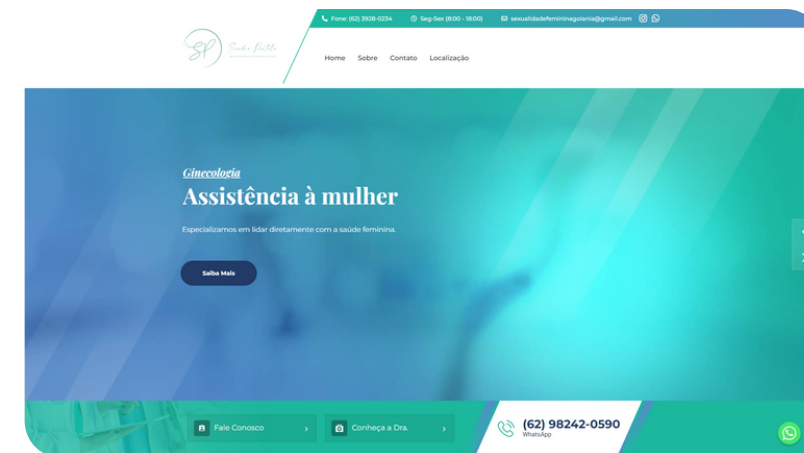 Fone: (62) 3928-0234 Seg-Sex (8:00 - 18:00) sexualidadefemininagoiania@gmail.com
SP
Home Sobre Contato Localização
Ginecologia
Assistência à mulher
Especializamos em lidar diretamente com a saúde feminina.
Saiba Mais
Fale Conosco
Conheça a Dra.
(62) 98242-0590
WhatsApp